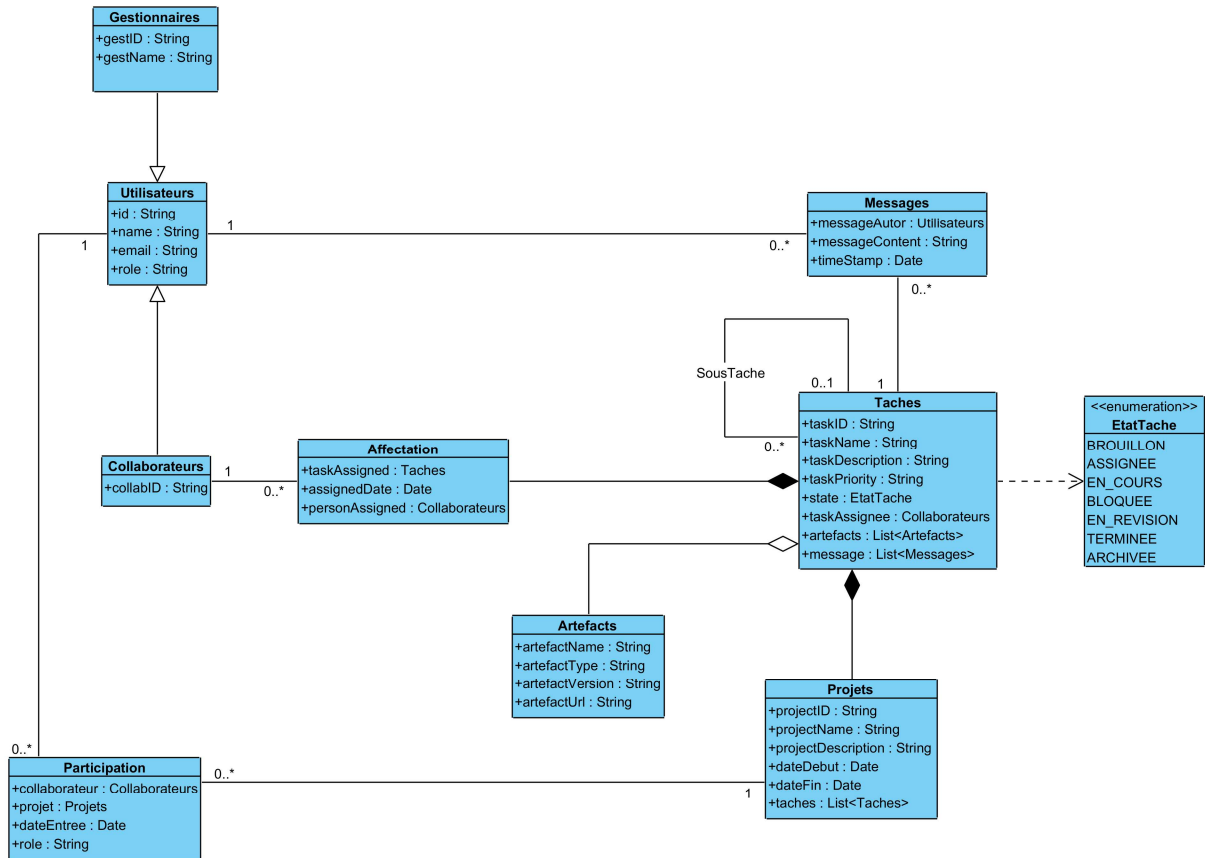 Gestionnaires
+gestID : String
+gestName : String
Utilisateurs
+id : String
+name : String
+email : String
+role : String
1
1
0..*
Messages
+messageAutor : Utilisateurs
+messageContent : String
+timeStamp : Date
0..*
SousTache
0..1
1
0..*
Taches
+taskID : String
+taskName : String
+taskDescription : String
+taskPriority : String
+state : EtatTache
+taskAssignee : Collaborateurs
+artefacts : List<Artefacts>
+message : List<Messages>
<<enumeration>>
EtatTache
BROUILLON
ASSIGNEE
EN_COURS
BLOQUEE
EN_REVISION
TERMINEE
ARCHIVEE
Collaborateurs
+collabID : String
1
0..*
Affectation
+taskAssigned : Taches
+assignedDate : Date
+personAssigned : Collaborateurs
Artefacts
+artefactName : String
+artefactType : String
+artefactVersion : String
+artefactUrl : String
Projets
+projectID : String
+projectName : String
+projectDescription : String
+dateDebut : Date
+dateFin : Date
+taches : List<Taches>
0..*
Participation
+collaborateur : Collaborateurs
+projet : Projets
+dateEntree : Date
+role : String
0..*
1